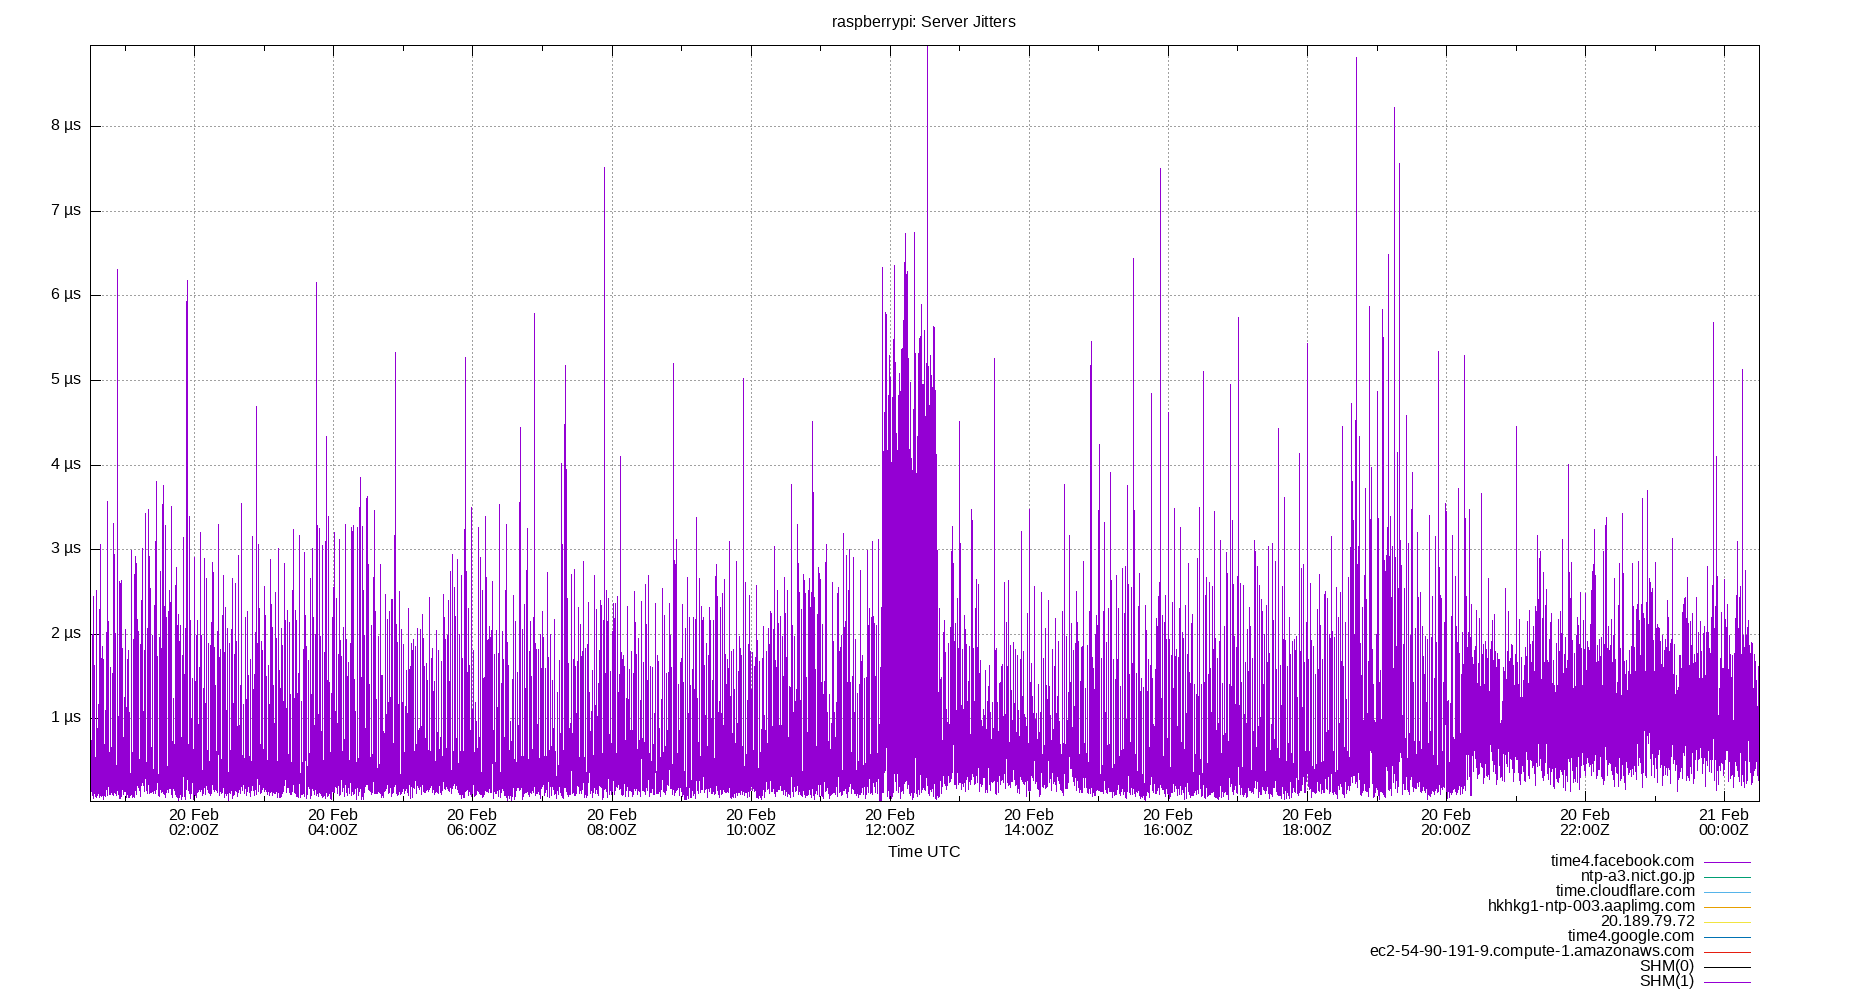 raspberrypi: Server Jitters
8 µs
7 µs
6 µs
5 µs
4 µs
3 µs
2 µs
1 µs
20 Feb 20 Feb 20 Feb 20 Feb 20 Feb 20 Feb 20 Feb 20 Feb 20 Feb 20 Feb 20 Feb 21 Feb
02:00Z 04:00Z 06:00Z 08:00Z 10:00Z 12:00Z 14:00Z 16:00Z 18:00Z 20:00Z 22:00Z 00:00Z
Time UTC
time4.facebook.com
ntp-a3.nict.go.jp
time.cloudflare.com
hkhkg1-ntp-003.aaplimg.com
20.189.79.72
time4.google.com
ec2-54-90-191-9.compute-1.amazonaws.com
SHM(0)
SHM(1)